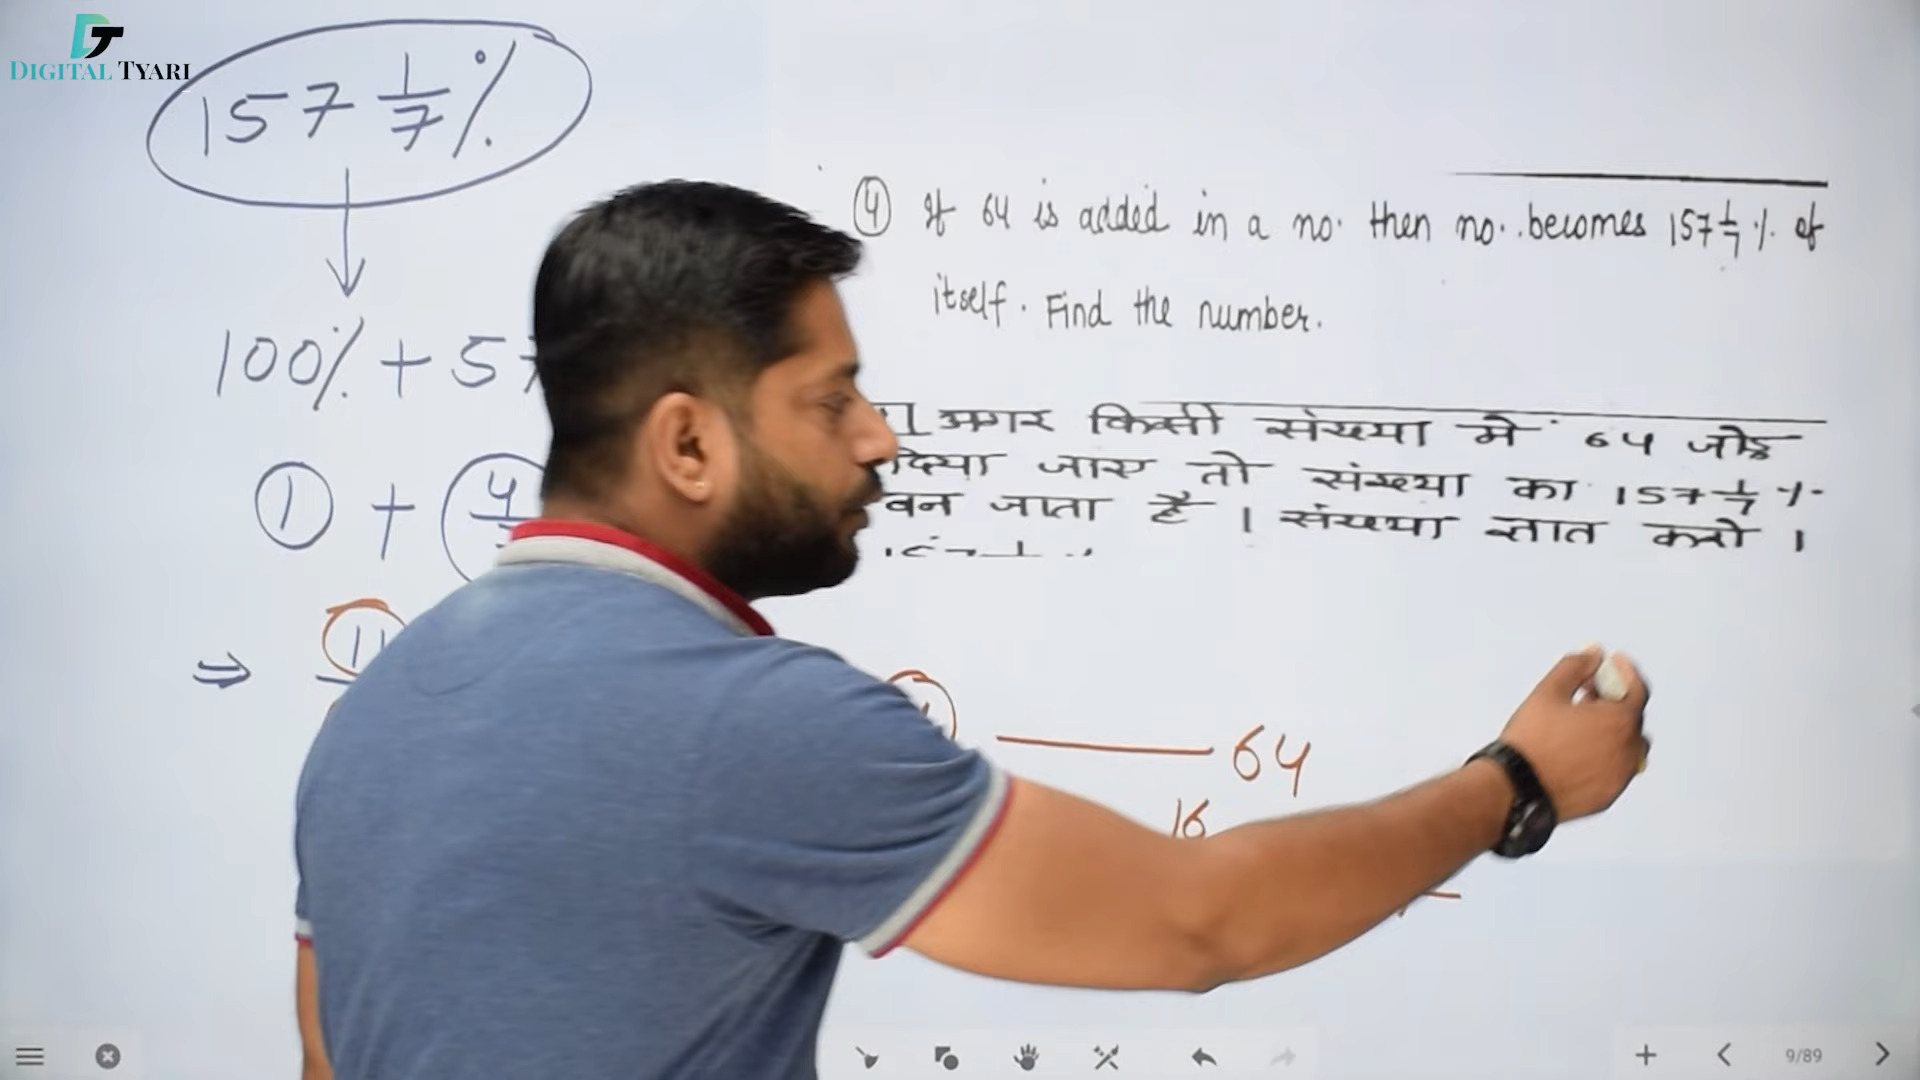 DIGITAL TYARI
157 1/7 %
④ If 64 is added in a no. then no. becomes 157 1/7 % of
itself. Find the number.
100% + 57
अगर किसी संख्या मे 64 जोड़
दिया जाए तो संख्या का 157 1/7 %
बन जाता है । संख्या ज्ञात करो ।
① + 4
⇒ 11
64
16
9/89